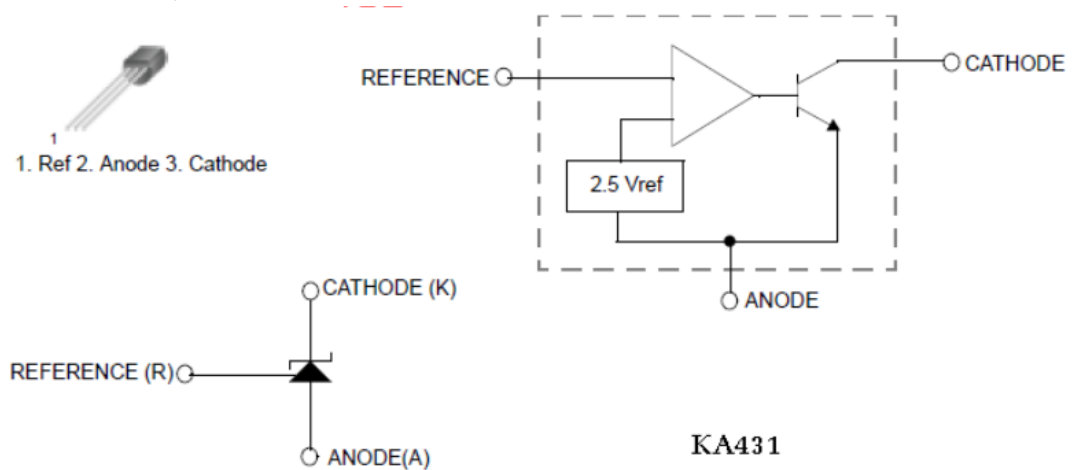 REFERENCE
CATHODE
1
1. Ref 2. Anode 3. Cathode
2.5 Vref
ANODE
CATHODE (K)
REFERENCE (R)
ANODE(A)
KA431